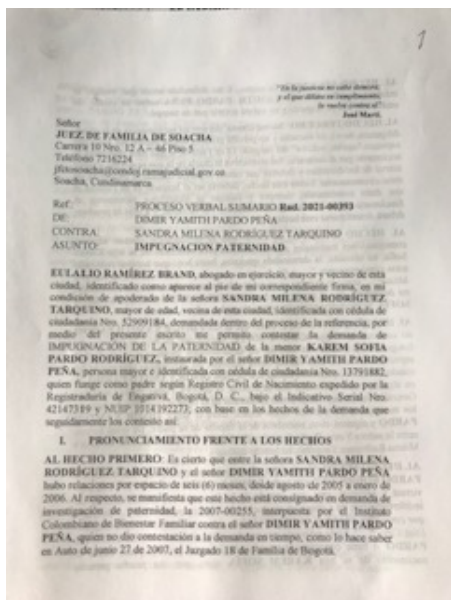 1
"En la justicia no cabe demora;
y el que dilata su cumplimiento,
la vuelve contra sí"
José Martí.
Señor
JUEZ DE FAMILIA DE SOACHA
Carrera 10 Nro. 12 A – 46 Piso 5
Teléfono 7216224
jfctosoacha@cendoj.ramajudicial.gov.co
Soacha, Cundinamarca
Ref: PROCESO VERBAL SUMARIO Rad. 2021-00393
DE: DIMIR YAMITH PARDO PEÑA
CONTRA: SANDRA MILENA RODRÍGUEZ TARQUINO
ASUNTO: IMPUGNACION PATERNIDAD
EULALIO RAMÍREZ BRAND, abogado en ejercicio, mayor y vecino de esta
ciudad, identificado como aparece al pie de mi correspondiente firma, en mi
condición de apoderado de la señora SANDRA MILENA RODRÍGUEZ
TARQUINO, mayor de edad, vecina de esta ciudad, identificada con cédula de
ciudadanía Nro. 52909184, demandada dentro del proceso de la referencia, por
medio del presente escrito me permito contestar la demanda de
IMPUGNACIÓN DE LA PATERNIDAD de la menor KAREM SOFIA
PARDO RODRÍGUEZ, instaurada por el señor DIMIR YAMITH PARDO
PEÑA, persona mayor e identificada con cédula de ciudadanía Nro. 13791882,
quien funge como padre según Registro Civil de Nacimiento expedido por la
Registraduría de Engativa, Bogotá, D. C., bajo el Indicativo Serial Nro.
42147319 y NUIP 1014192273; con base en los hechos de la demanda que
seguidamente los contesto así:
I. PRONUNCIAMIENTO FRENTE A LOS HECHOS
AL HECHO PRIMERO: Es cierto que entre la señora SANDRA MILENA
RODRÍGUEZ TARQUINO y el señor DIMIR YAMITH PARDO PEÑA
hubo relaciones por espacio de seis (6) meses, desde agosto de 2005 a enero de
2006. Al respecto, se manifiesta que este hecho está consignado en demanda de
investigación de paternidad, la 2007-00255, interpuesta por el Instituto
Colombiano de Bienestar Familiar contra el señor DIMIR YAMITH PARDO
PEÑA, quien no dio contestación a la demanda en tiempo, como lo hace saber
en Auto de junio 27 de 2007, el Juzgado 18 de Familia de Bogotá.